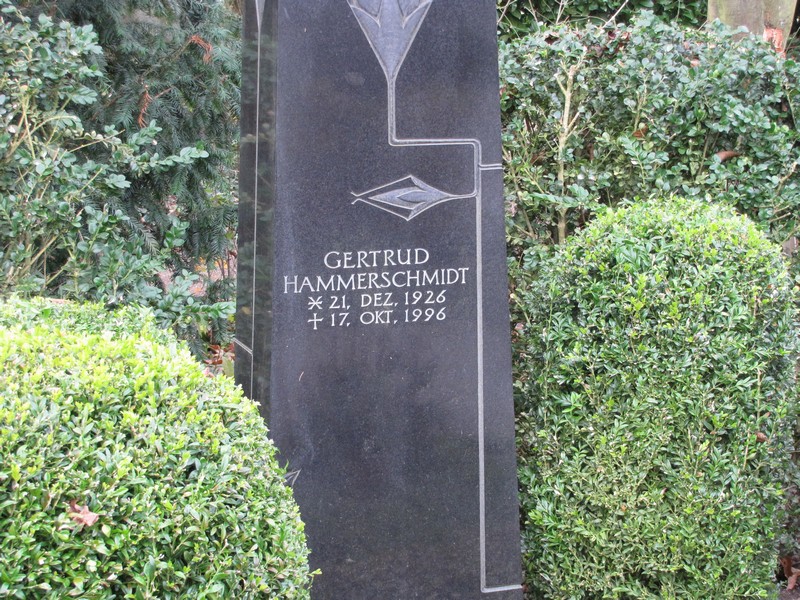 GERTRUD
HAMMERSCHMIDT
* 21. DEZ. 1926
† 17. OKT. 1996